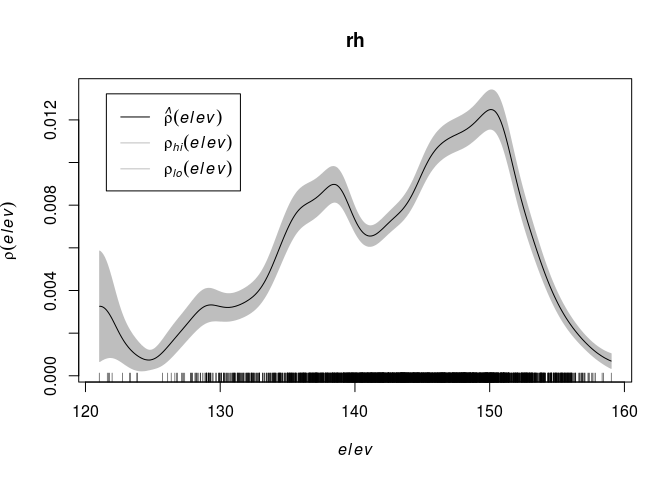 rh
ρ̂(elev)
ρhi(elev)
ρlo(elev)
ρ(elev)
0.012
0.008
0.004
0.000
120 130 140 150 160
elev